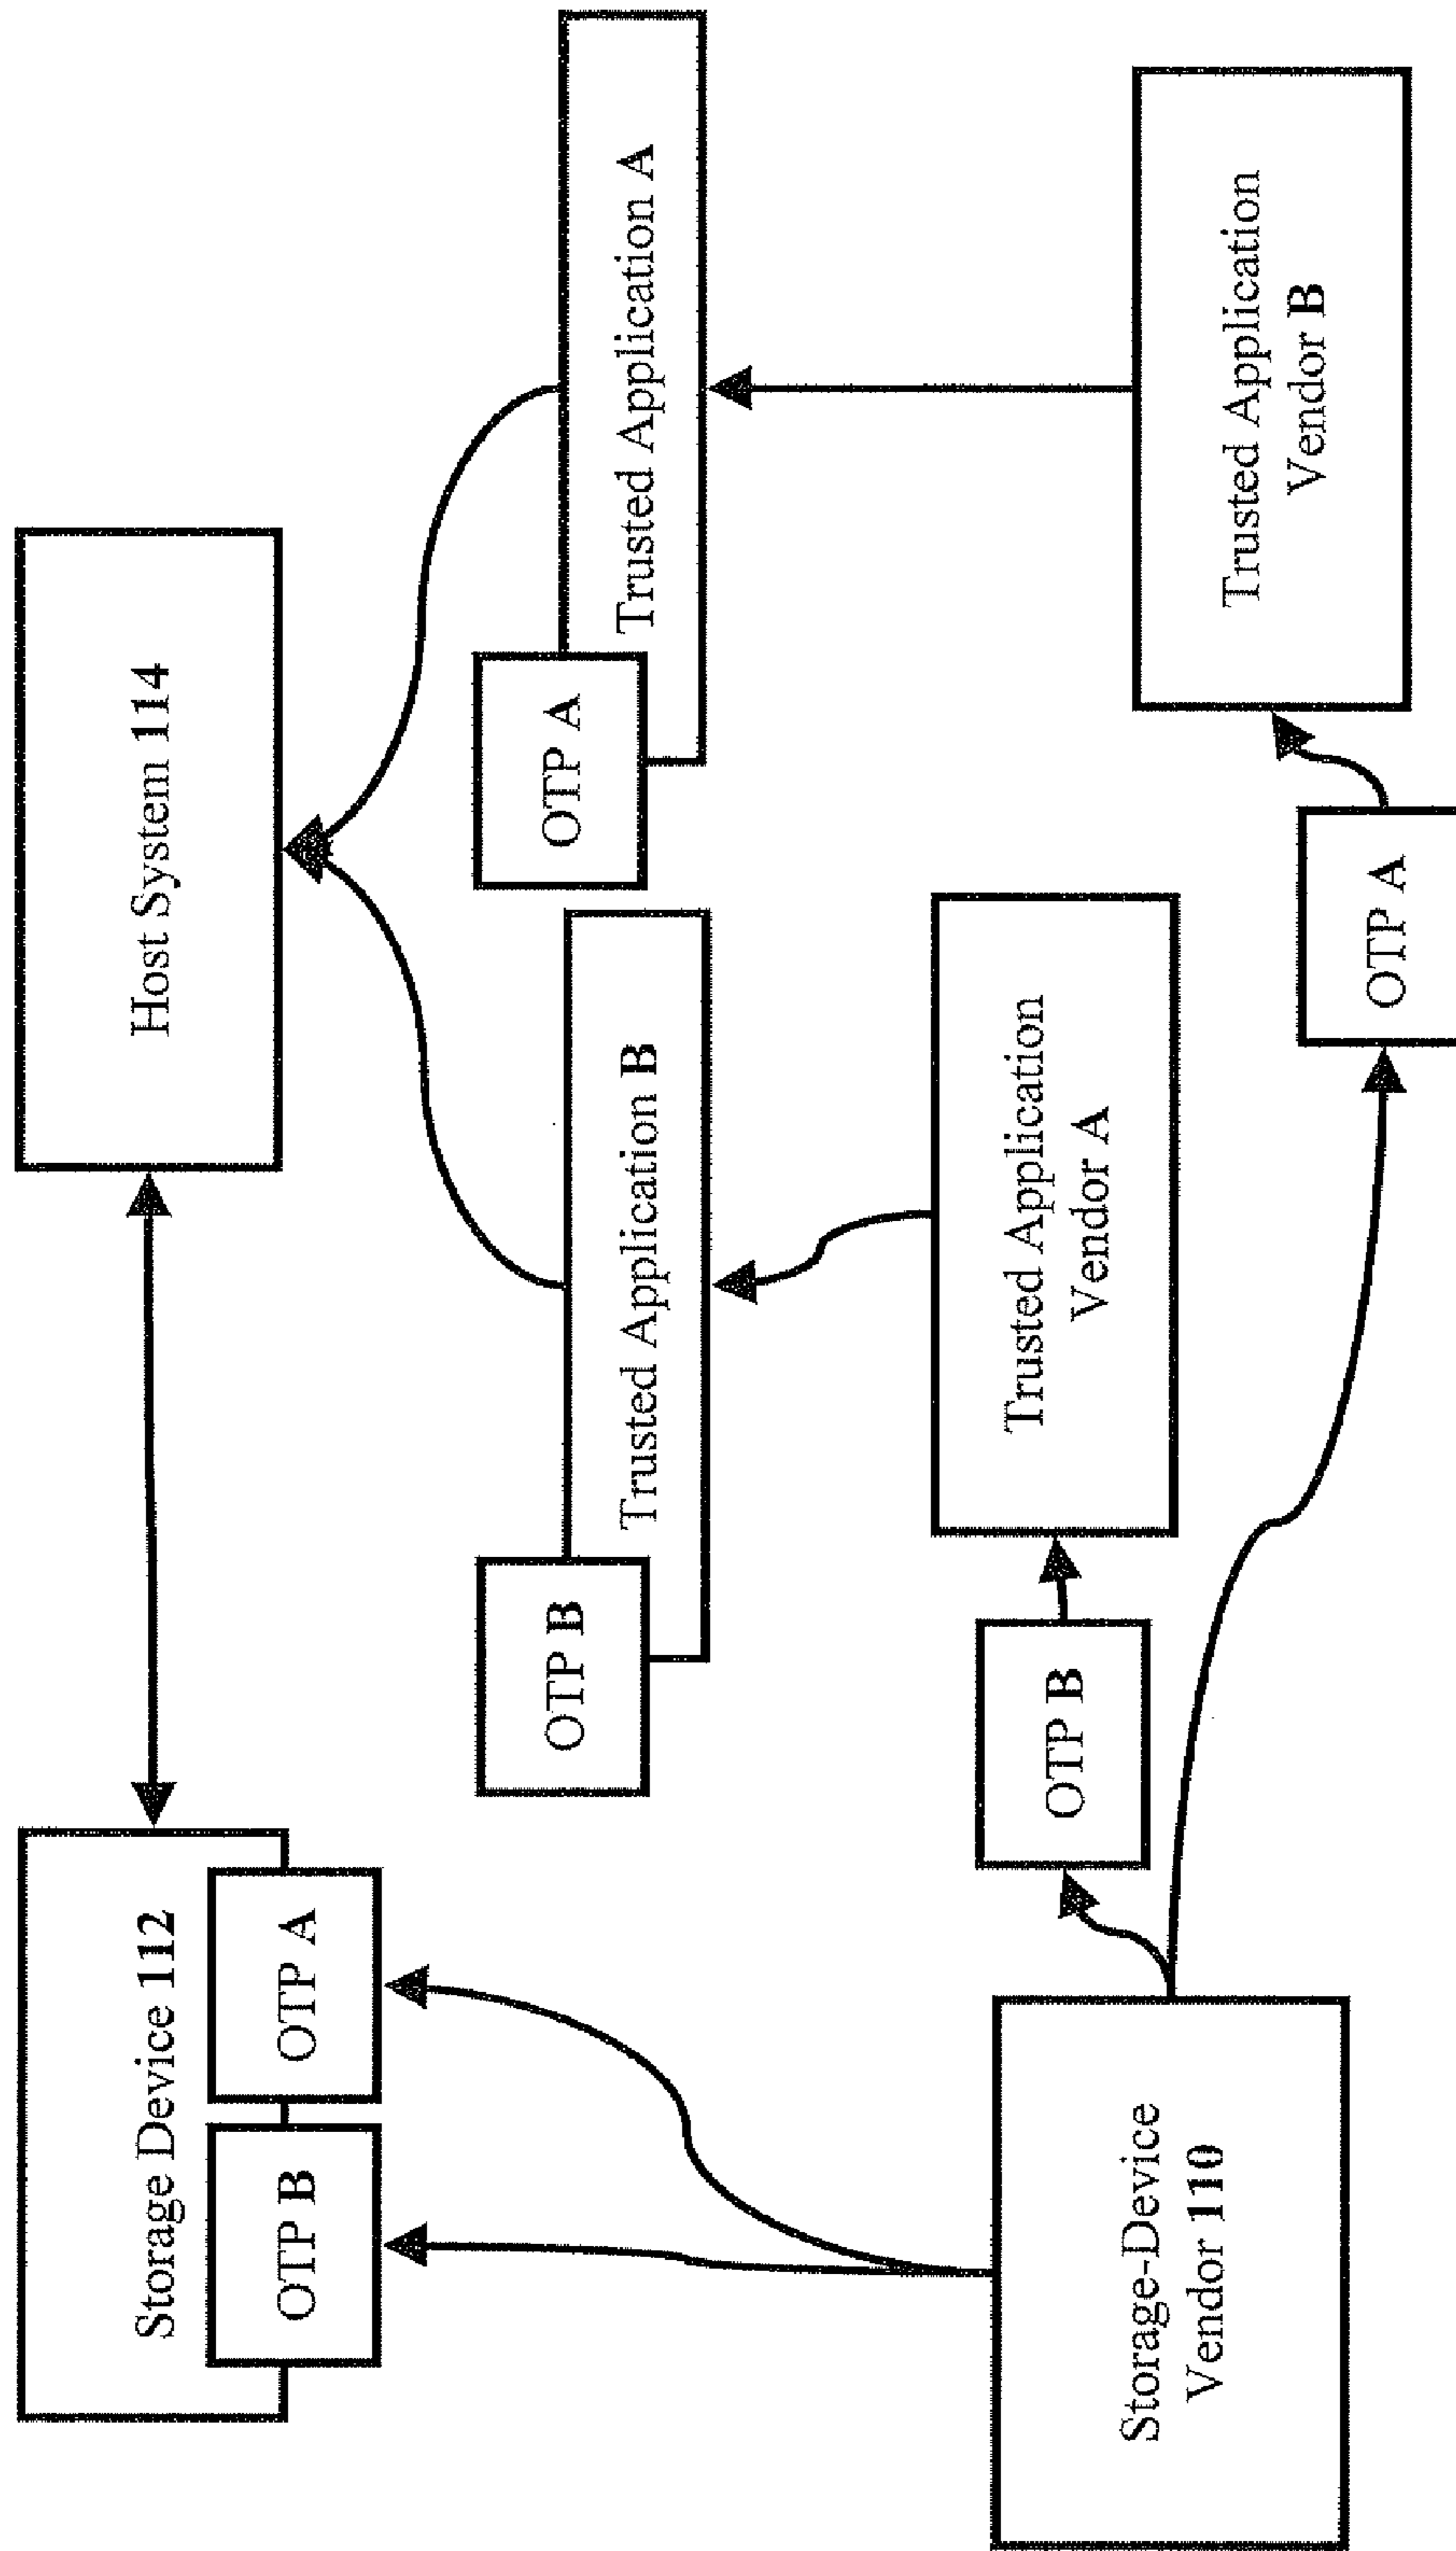 Storage Device 112
OTP B
OTP A
Host System 114
OTP B
Trusted Application B
OTP A
Trusted Application A
OTP B
Trusted Application
Vendor A
Storage-Device
Vendor 110
Trusted Application
Vendor B
OTP A